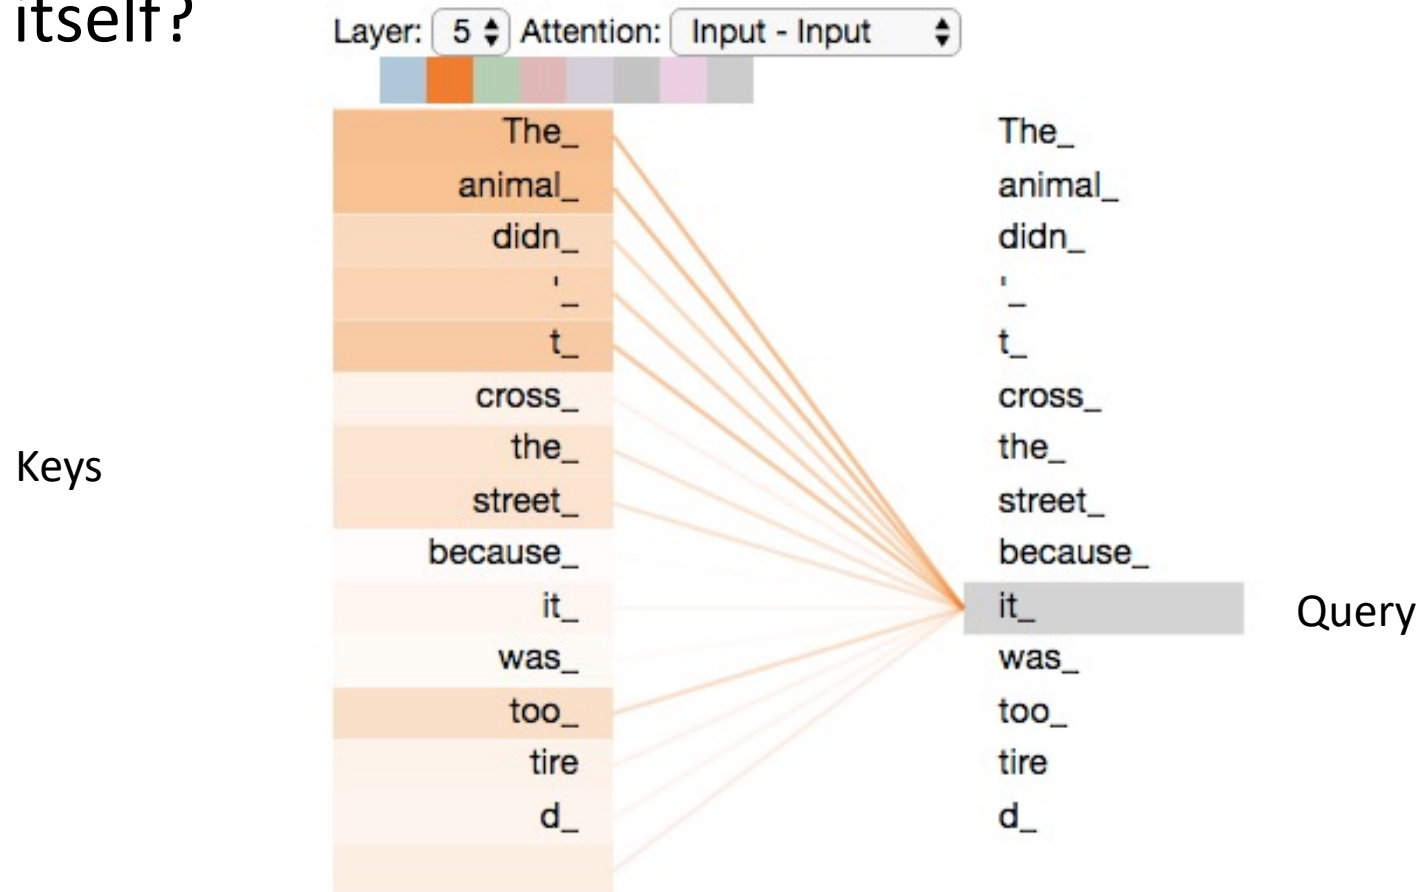 itself?
Layer: 5 Attention: Input - Input
The_ The_
animal_ animal_
didn_ didn_
'_ '_
t_ t_
cross_ cross_
the_ the_
Keys street_ street_
because_ because_
it_ it_ Query
was_ was_
too_ too_
tire tire
d_ d_